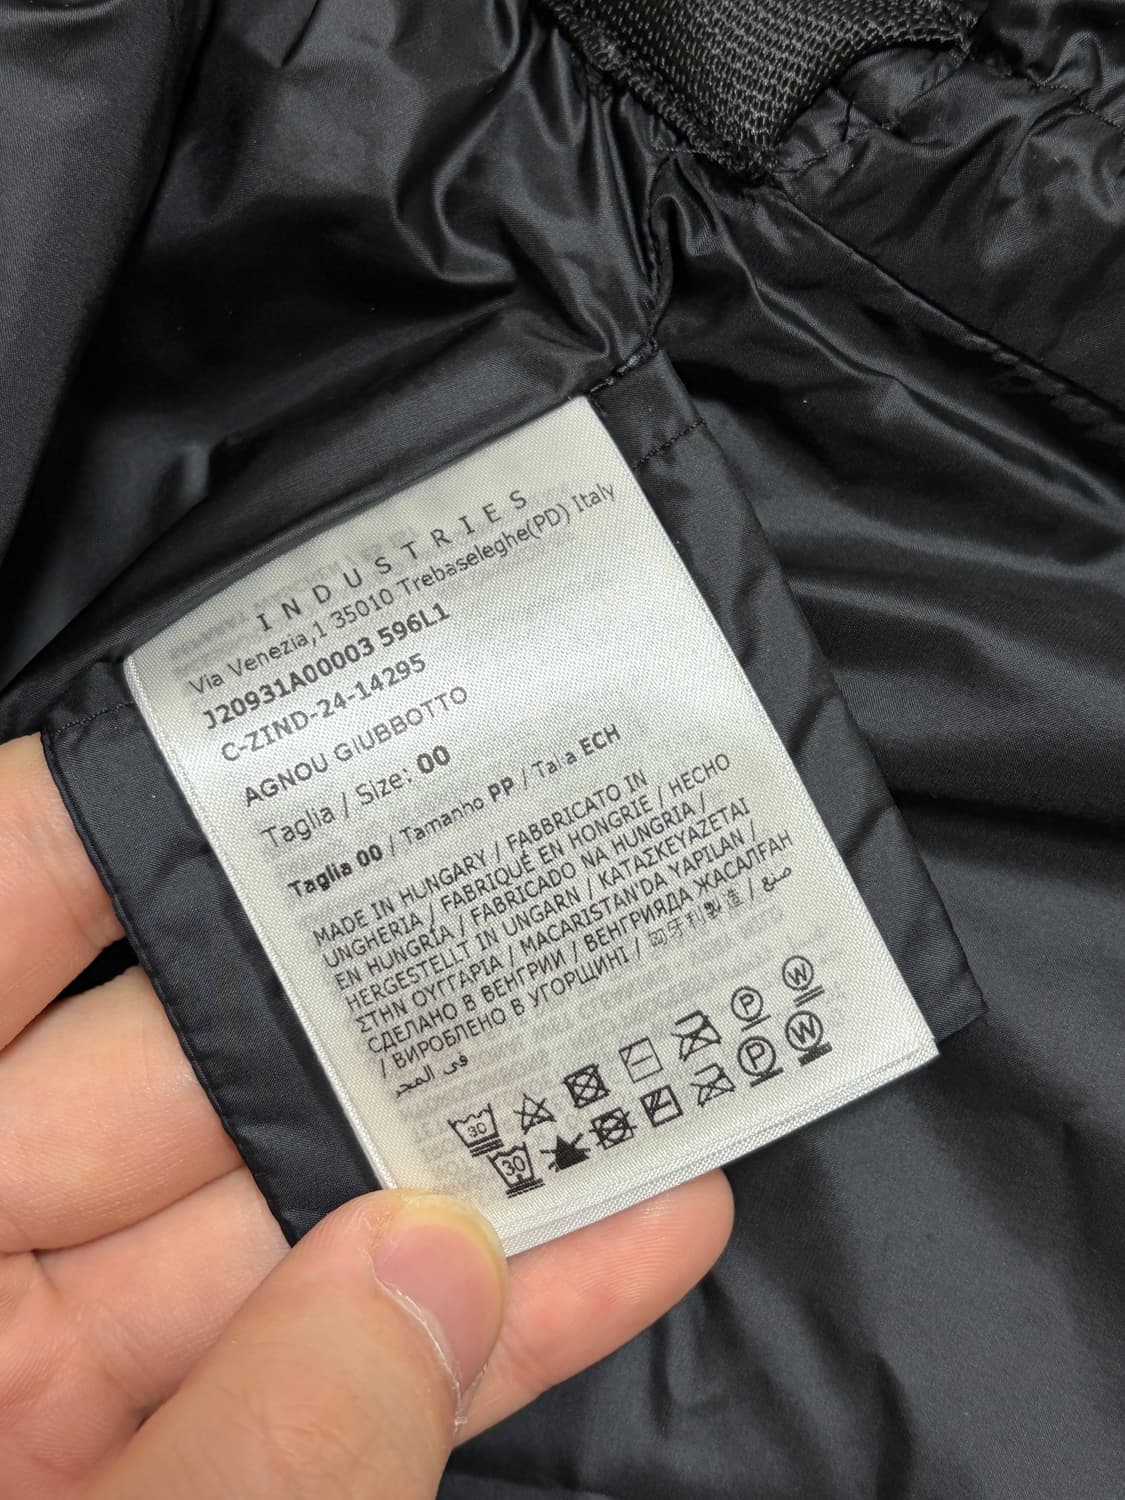 INDUSTRIES
Via Venezia,1 35010 Trebaseleghe(PD) Italy
J20931A00003 596L1
C-ZIND-24-14295
AGNOU GIUBBOTTO
Taglia / Size: 00
Taglia 00 / Tamanho PP / Talla ECH
MADE IN HUNGARY / FABBRICATO IN
UNGHERIA / FABRIQUÉ EN HONGRIE / HECHO
EN HUNGRÍA / FABRICADO NA HUNGRIA /
HERGESTELLT IN UNGARN / ΚΑΤΑΣΚΕΥΑΖΕΤΑΙ
ΣΤΗΝ ΟΥΓΓΑΡΙΑ / MACARISTAN'DA YAPILAN /
СДЕЛАНО В ВЕНГРИИ / ВЕНГРИЯДА ЖАСАЛҒАН
/ ВИРОБЛЕНО В УГОРЩИНІ / 匈牙利製造 / صنع
في المجر
30 P W
30 P W